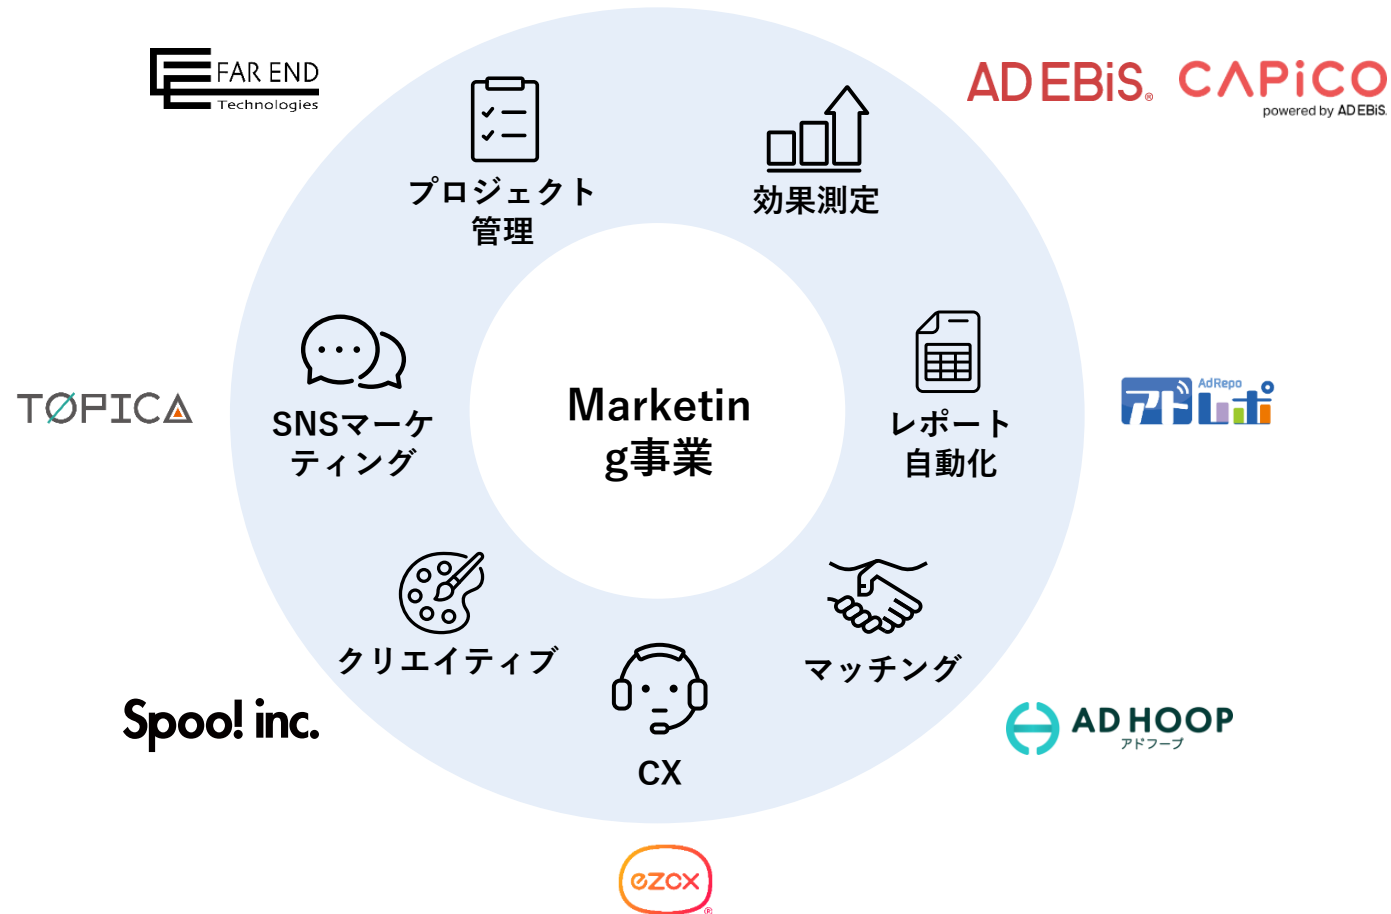 FAR END
Technologies
AD EBiS®
CAPiCO
powered by AD EBiS.
プロジェクト
管理
効果測定
TOPICA
SNSマーケ
ティング
Marketin
g事業
レポート
自動化
AdRepo
アドレポ
クリエイティブ
マッチング
Spoo! inc.
CX
AD HOOP
アドフープ
ezcx®